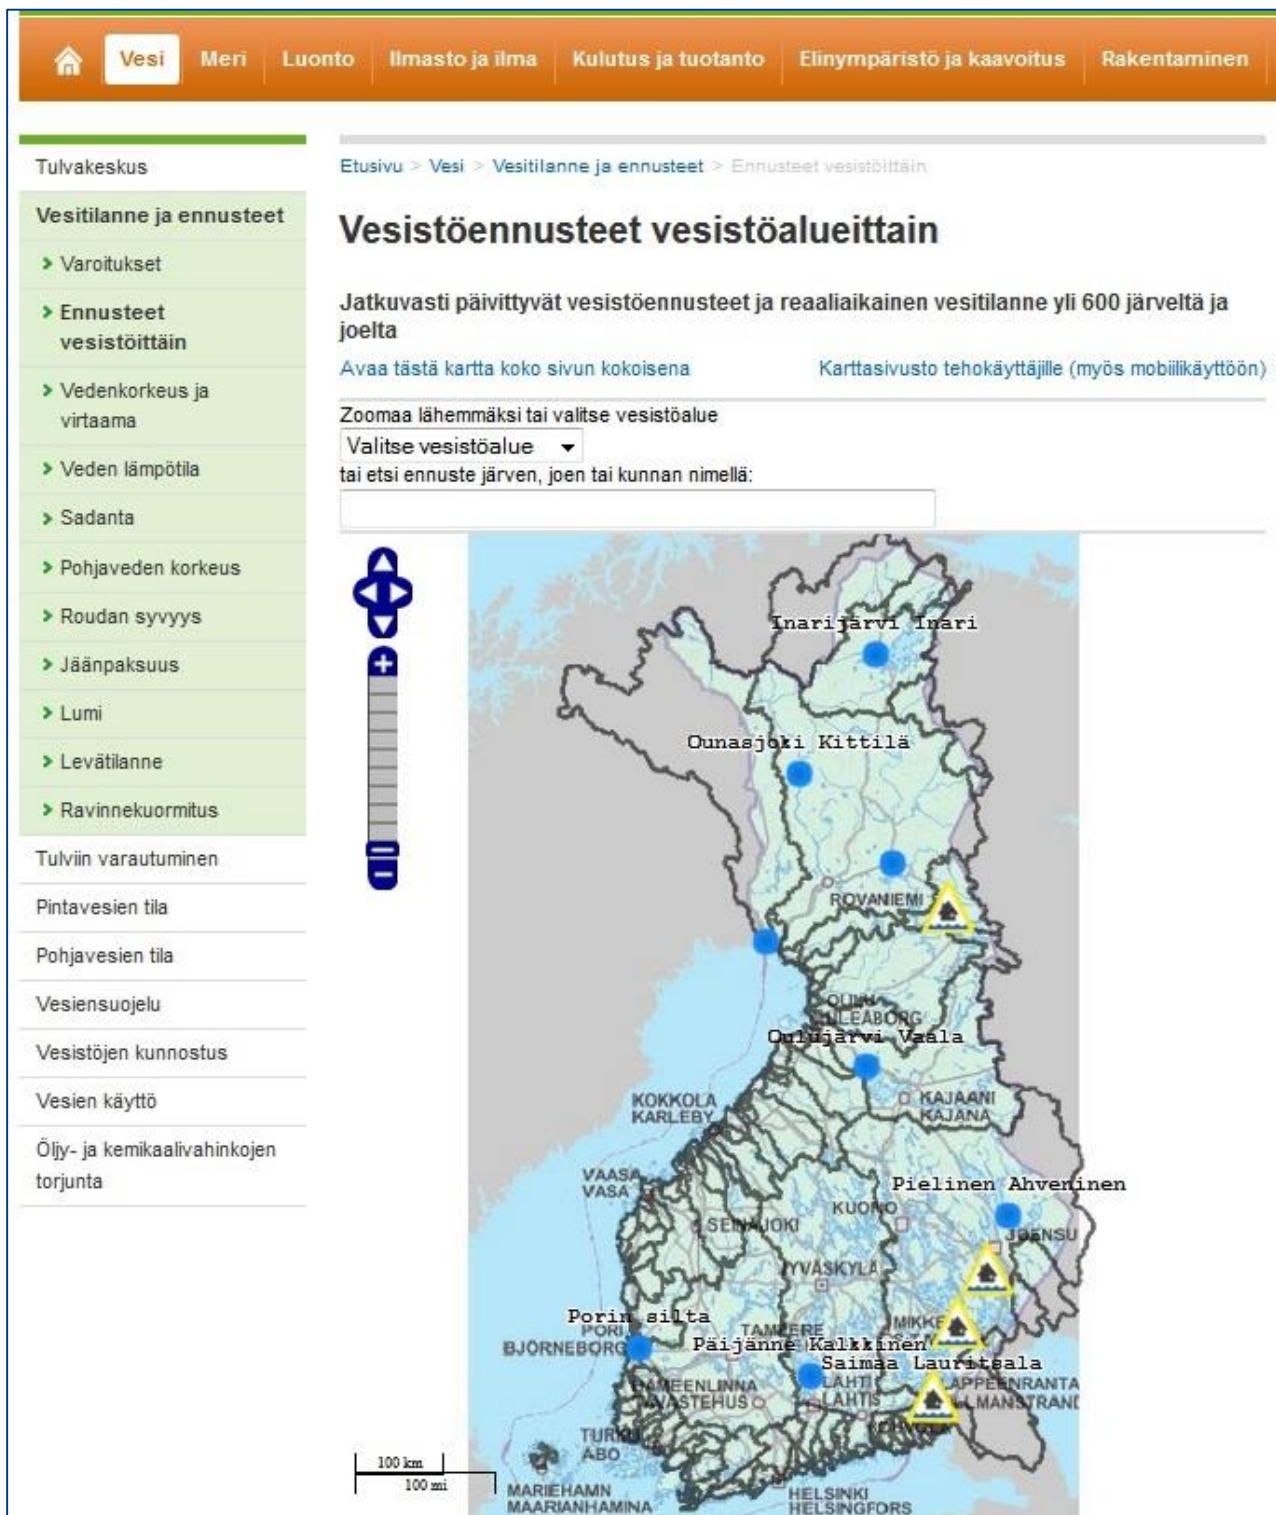 Vesi Meri Luonto Ilmasto ja ilma Kulutus ja tuotanto Elinympäristö ja kaavoitus Rakentaminen
Tulvakeskus
Vesitilanne ja ennusteet
Varoitukset
Ennusteet
vesistöittäin
Vedenkorkeus ja
virtaama
Veden lämpötila
Sadanta
Pohjaveden korkeus
Roudan syvyys
Jäänpaksuus
Lumi
Levätilanne
Ravinnekuormitus
Tulviin varautuminen
Pintavesien tila
Pohjavesien tila
Vesiensuojelu
Vesistöjen kunnostus
Vesien käyttö
Öljy- ja kemikaalivahinkojen
torjunta
Etusivu > Vesi > Vesitilanne ja ennusteet > Ennusteet vesistöittäin
Vesistöennusteet vesistöalueittain
Jatkuvasti päivittyvät vesistöennusteet ja reaaliaikainen vesitilanne yli 600 järveltä ja
joelta
Avaa tästä kartta koko sivun kokoisena Karttasivusto tehokäyttäjille (myös mobiilikäyttöön)
Zoomaa lähemmäksi tai valitse vesistöalue
Valitse vesistöalue
tai etsi ennuste järven, joen tai kunnan nimellä:
Inarijärvi Inari
Ounasjoki Kittilä
ROVANIEMI
OULU
ULEÅBORG
Oulujärvi Vaala
KOKKOLA
KARLEBY
KAJAANI
KAJANA
VAASA
VASA
Pielinen Ahveninen
KUOPIO
SEINÄJOKI
JOENSU
JYVÄSKYLÄ
Porin silta
PORI
BJÖRNEBORG
TAMPERE
MIKKE
Päijänne Kalkkinen
Saimaa Lauritsala
HÄMEENLINNA
TAVASTEHUS
LAHTI
LAHTIS
LAPPEENRANTA
LLMANSTRAND
KOUVOLA
TURKU
ÅBO
100 km
100 mi
MARIEHAMN
MAARIANHAMINA
HELSINKI
HELSINGFORS